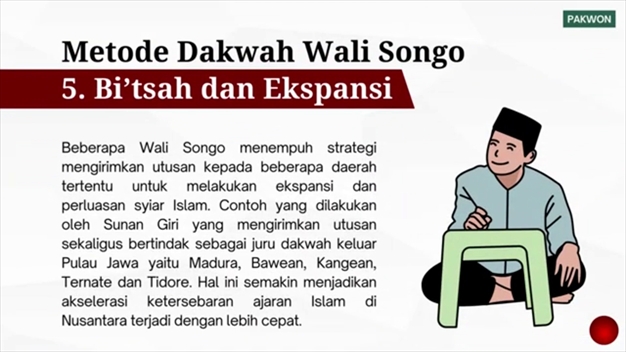 PAKWON
Metode Dakwah Wali Songo
5. Bi’tsah dan Ekspansi
Beberapa Wali Songo menempuh strategi
mengirimkan utusan kepada beberapa daerah
tertentu untuk melakukan ekspansi dan
perluasan syiar Islam. Contoh yang dilakukan
oleh Sunan Giri yang mengirimkan utusan
sekaligus bertindak sebagai juru dakwah keluar
Pulau Jawa yaitu Madura, Bawean, Kangean,
Ternate dan Tidore. Hal ini semakin menjadikan
akselerasi ketersebaran ajaran Islam di
Nusantara terjadi dengan lebih cepat.